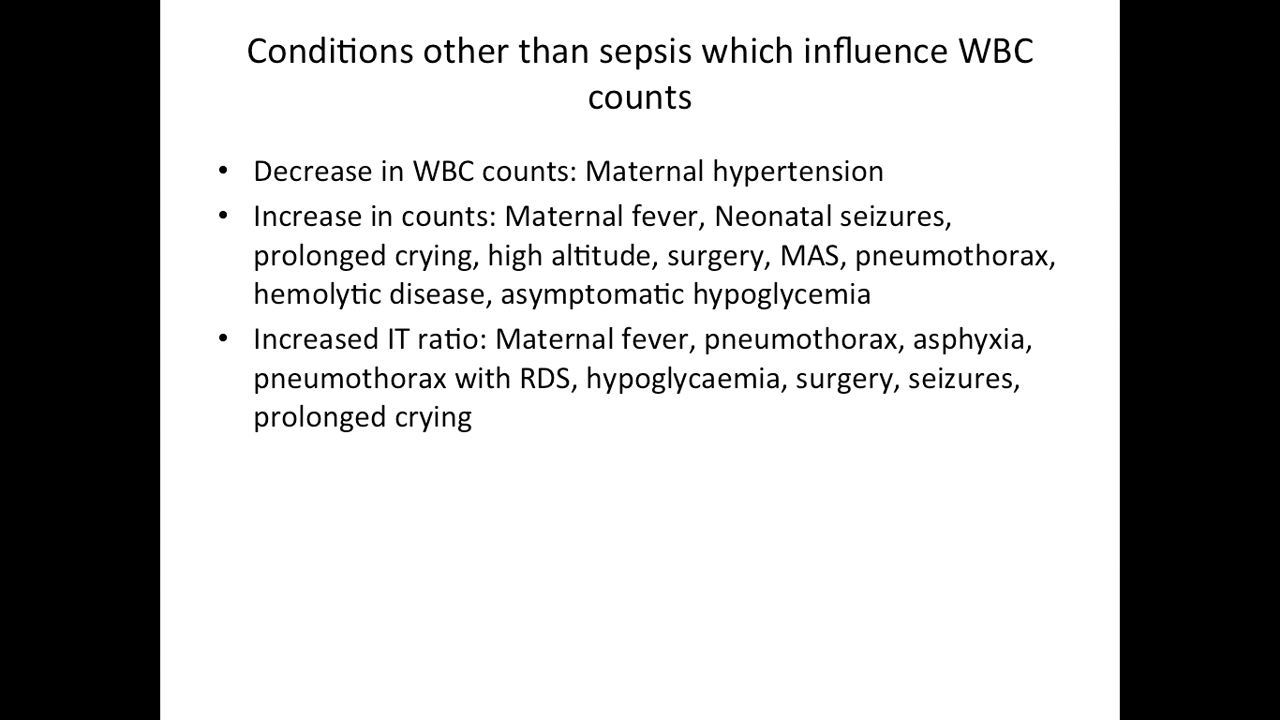 Conditions other than sepsis which influence WBC
counts
• Decrease in WBC counts: Maternal hypertension
• Increase in counts: Maternal fever, Neonatal seizures,
prolonged crying, high altitude, surgery, MAS, pneumothorax,
hemolytic disease, asymptomatic hypoglycemia
• Increased IT ratio: Maternal fever, pneumothorax, asphyxia,
pneumothorax with RDS, hypoglycaemia, surgery, seizures,
prolonged crying